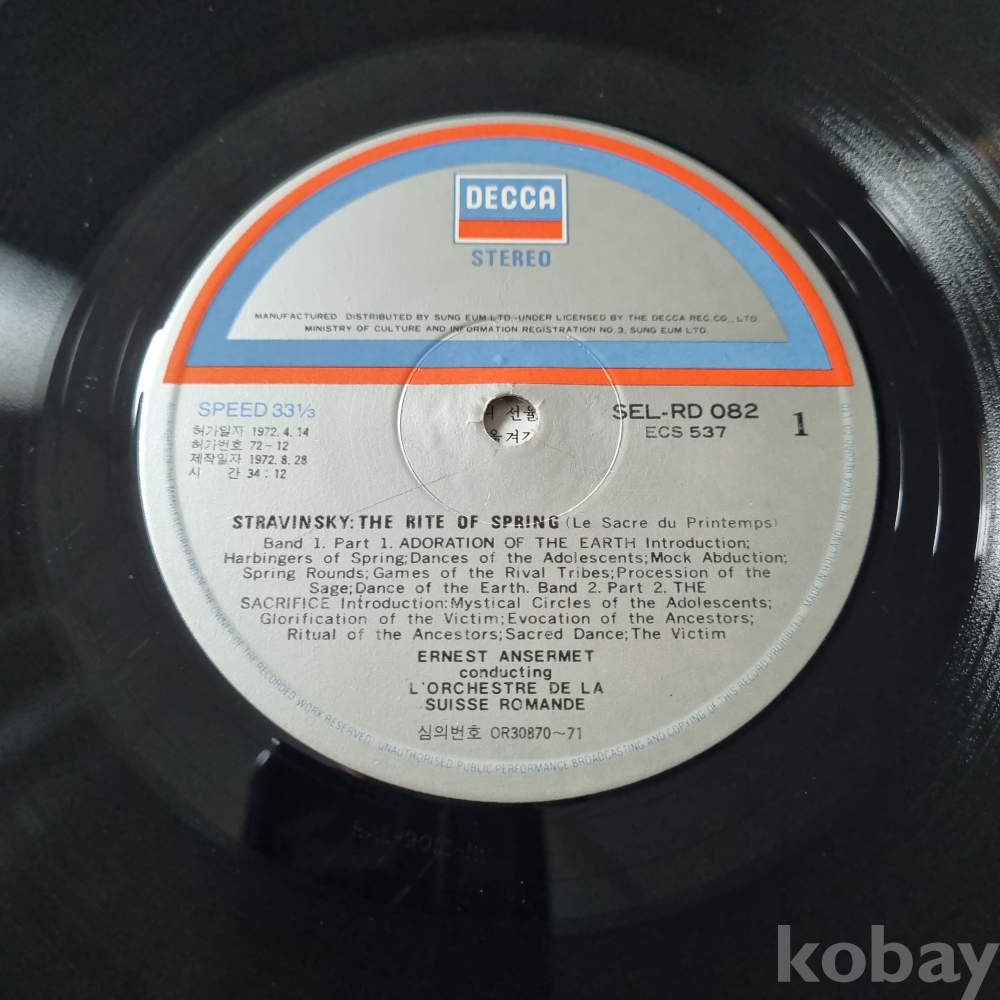 DECCA
STEREO
MANUFACTURED DISTRIBUTED BY SUNG EUM LTD. UNDER LICENSED BY THE DECCA REC.CO., LTD
MINISTRY OF CULTURE AND INFORMATION REGISTRATION NO.3. SUNG EUM LTD
SPEED 33⅓
허가일자 1972.4.14
허가번호 72-12
제작일자 1972.8.28
시 간 34:12
SEL-RD 082
ECS 537
1
STRAVINSKY: THE RITE OF SPRING (Le Sacre du Printemps)
Band 1. Part 1. ADORATION OF THE EARTH Introduction;
Harbingers of Spring;Dances of the Adolescents;Mock Abduction;
Spring Rounds;Games of the Rival Tribes;Procession of the
Sage;Dance of the Earth. Band 2. Part 2. THE
SACRIFICE Introduction:Mystical Circles of the Adolescents;
Glorification of the Victim;Evocation of the Ancestors;
Ritual of the Ancestors;Sacred Dance;The Victim
ERNEST ANSERMET
conducting
L'ORCHESTRE DE LA
SUISSE ROMANDE
심의번호 OR30870~71
OF THE RECORDED WORK RESERVED. UNAUTHORISED PUBLIC PERFORMANCE BROADCASTING AND COPYING OF THIS RECORD PROHIBITED.
kobay